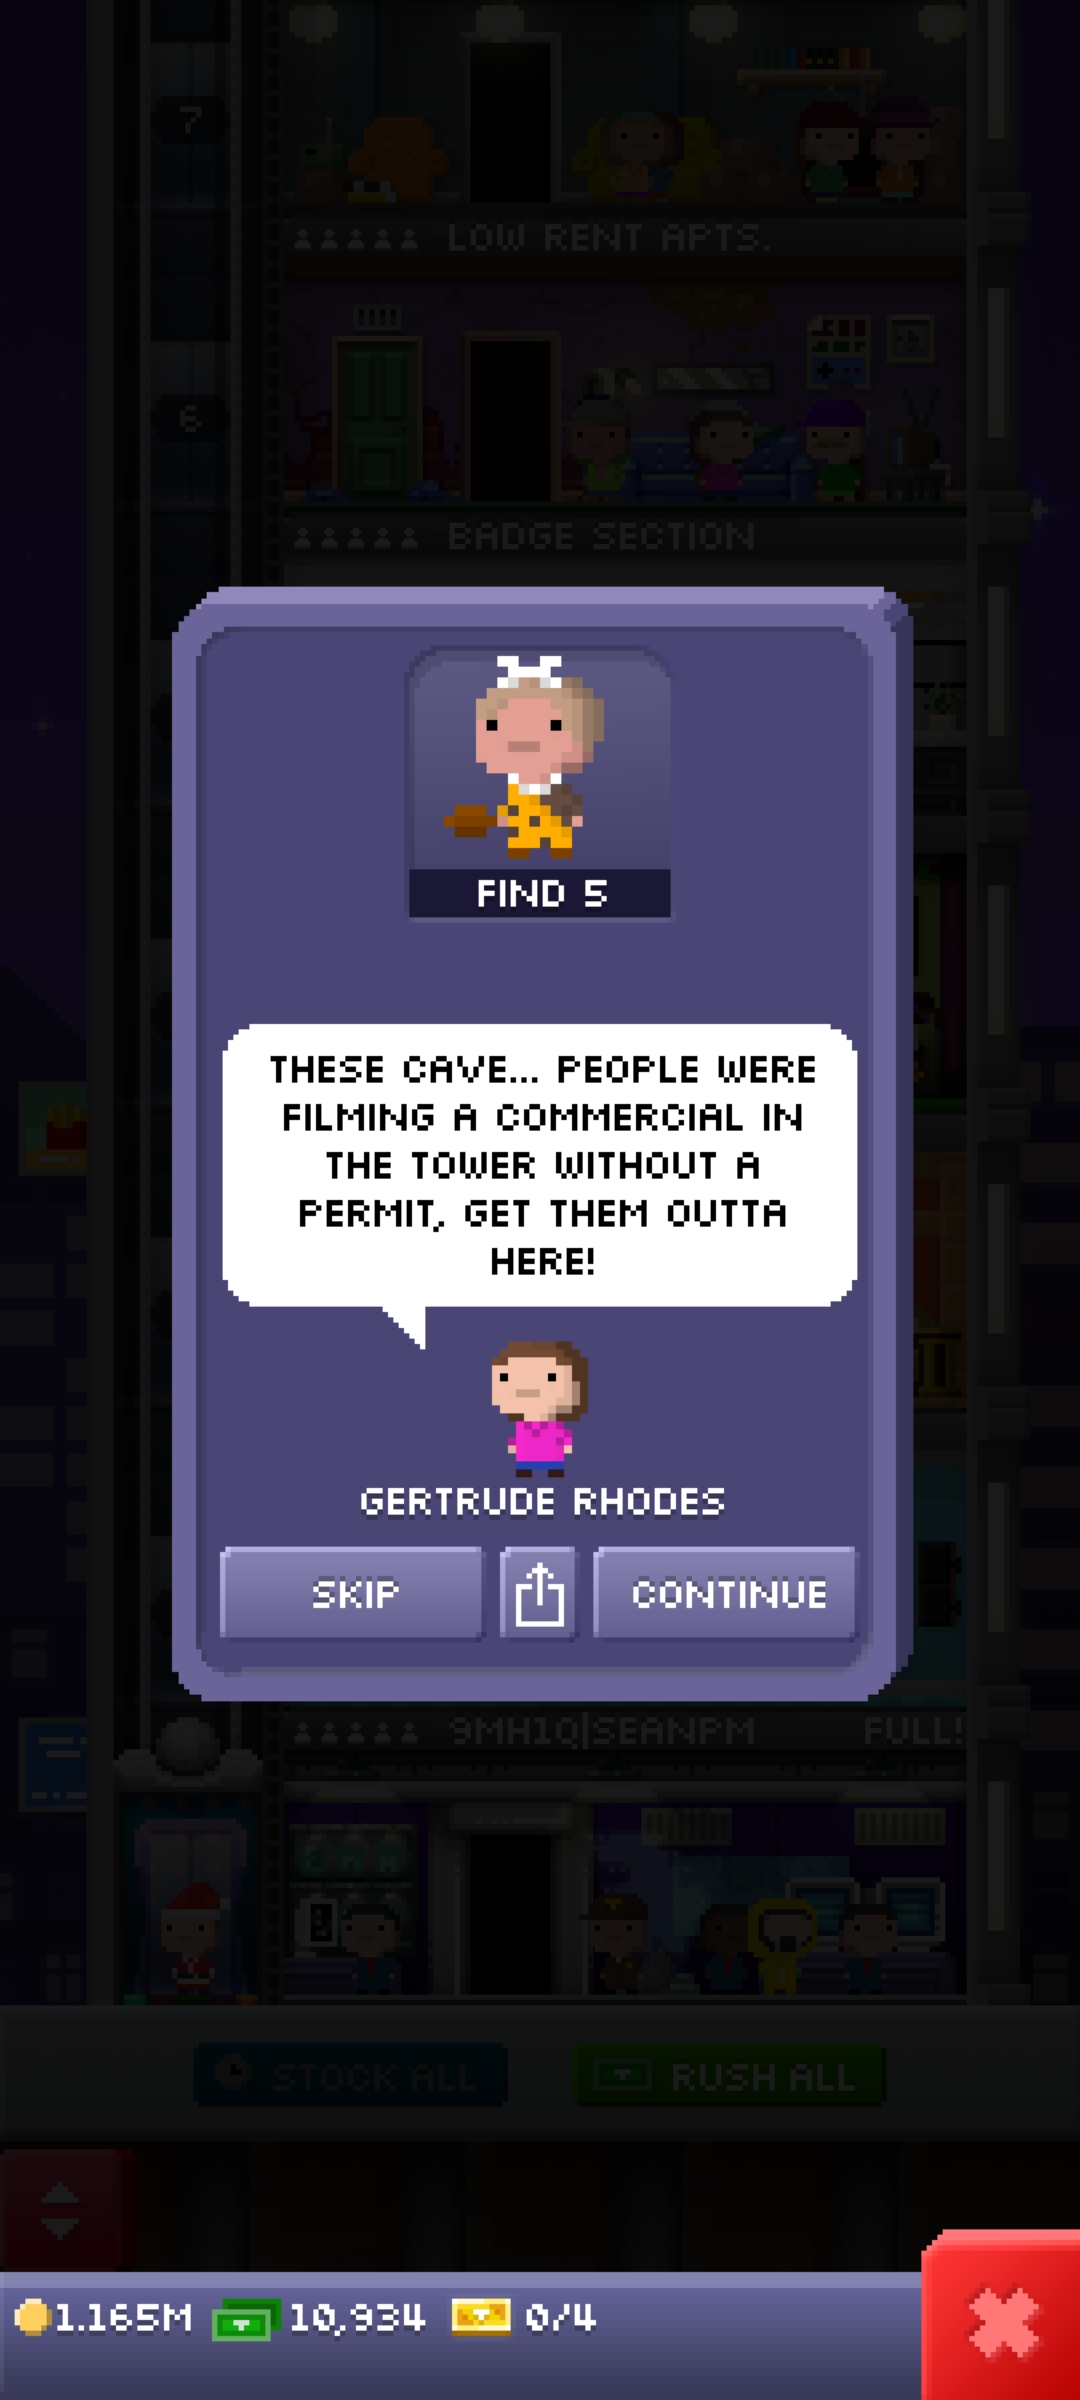 7
LOW RENT APTS.
6
BADGE SECTION
FIND 5
THESE CAVE... PEOPLE WERE
FILMING A COMMERCIAL IN
THE TOWER WITHOUT A
PERMIT, GET THEM OUTTA
HERE!
GERTRUDE RHODES
SKIP
CONTINUE
9MH1Q|SEANPM FULL!
STOCK ALL
RUSH ALL
1.165M 10,934 0/4